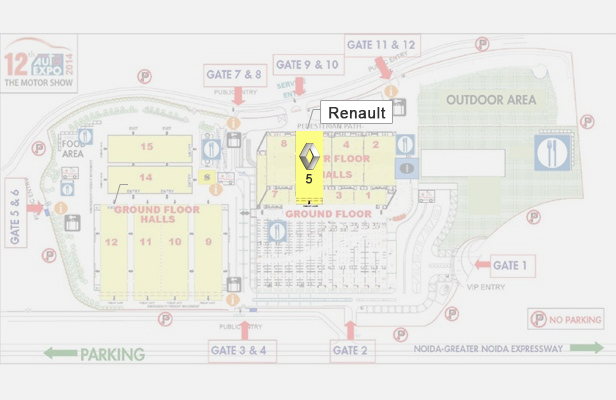 12th AUTO EXPO 2014
THE MOTOR SHOW
GATE 11 & 12
GATE 9 & 10
GATE 7 & 8
PUBLIC ENTRY
Renault
PEDESTRIAN PATH
OUTDOOR AREA
FOOD AREA
15
14
8
4
2
FLOOR
HALLS
5
7
3
1
GROUND FLOOR
HALLS
GROUND FLOOR
12
11
10
9
GATE 5 & 6
GATE 1
VIP ENTRY
NO PARKING
PUBLIC ENTRY
GATE 3 & 4
GATE 2
PARKING
NOIDA-GREATER NOIDA EXPRESSWAY